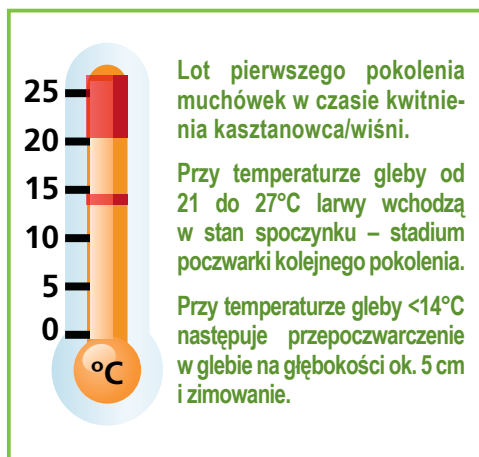 25
20
15
10
5
0
ºC
Lot pierwszego pokolenia
muchówek w czasie kwitnie-
nia kasztanowca/wiśni.
Przy temperaturze gleby od
21 do 27°C larwy wchodzą
w stan spoczynku – stadium
poczwarki kolejnego pokolenia.
Przy temperaturze gleby <14°C
następuje przepoczwarczenie
w glebie na głębokości ok. 5 cm
i zimowanie.